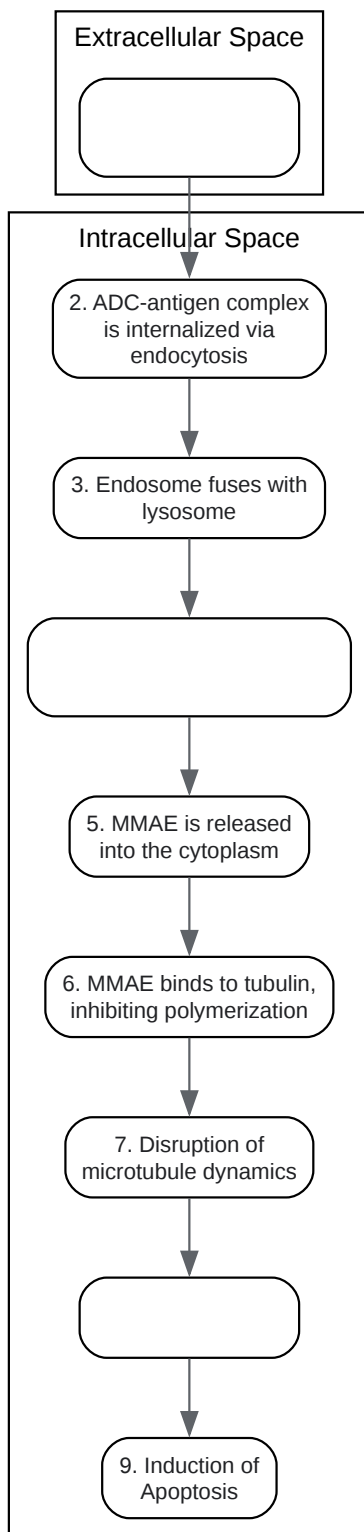 Extracellular Space
Intracellular Space
2. ADC-antigen complex
is internalized via
endocytosis
3. Endosome fuses with
lysosome
5. MMAE is released
into the cytoplasm
6. MMAE binds to tubulin,
inhibiting polymerization
7. Disruption of
microtubule dynamics
9. Induction of
Apoptosis